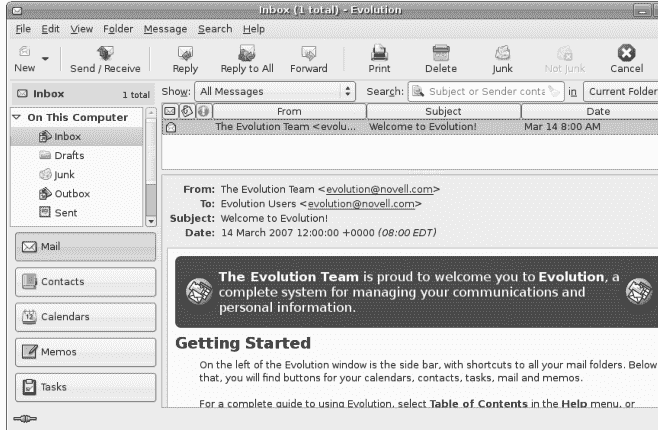 Inbox (1 total) - Evolution
File Edit View Folder Message Search Help
New Send / Receive Reply Reply to All Forward Print Delete Junk Not Junk Cancel
Inbox 1 total
Show: All Messages Search: Subject or Sender conta in Current Folder
From Subject Date
The Evolution Team <evolu... Welcome to Evolution! Mar 14 8:00 AM
On This Computer
Inbox
Drafts
Junk
Outbox
Sent
Mail
Contacts
Calendars
Memos
Tasks
From: The Evolution Team <evolution@novell.com>
To: Evolution Users <evolution@novell.com>
Subject: Welcome to Evolution!
Date: 14 March 2007 12:00:00 +0000 (08:00 EDT)
The Evolution Team is proud to welcome you to Evolution, a
complete system for managing your communications and
personal information.
Getting Started
On the left of the Evolution window is the side bar, with shortcuts to all your mail folders. Below
that, you will find buttons for your calendars, contacts, tasks, mail and memos.
For a complete guide to using Evolution, select Table of Contents in the Help menu, or